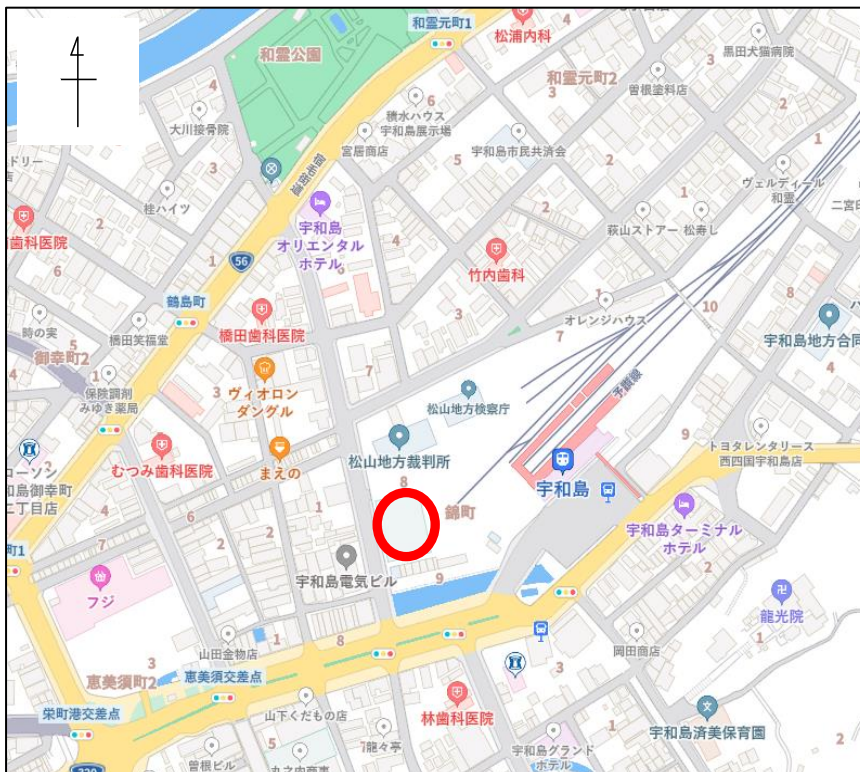 和霊元町1
松浦内科
和霊公園
黒田犬猫病院
和霊元町2
曽根塗料店
積水ハウス
宇和島展示場
大川接骨院
宮居商店
宇和島市民共済会
ヴェルディール
和霊
ドリー
桂ハイツ
宇和島
オリエンタル
ホテル
萩山ストアー
松寿し
歯科医院
竹内歯科
56
鶴島町
オレンジハウス
時の実
橋田笑福堂
橋田歯科医院
宇和島地方合同
御幸町2
予讃線
保険調剤
みゆき薬局
ヴィオロン
ダングル
松山地方検察庁
トヨタレンタリース
西四国宇和島店
ローソン
和島御幸町
二丁目店
むつみ歯科医院
まえの
松山地方裁判所
宇和島
錦町
宇和島ターミナル
ホテル
町1
宇和島電気ビル
フジ
龍光院
山田金物店
岡田商店
恵美須町2
恵美須交差点
栄町港交差点
山下くだもの店
林歯科医院
宇和島済美保育園
龍々亭
宇和島グランド
ホテル
曽根ビル
丸之内商事
320